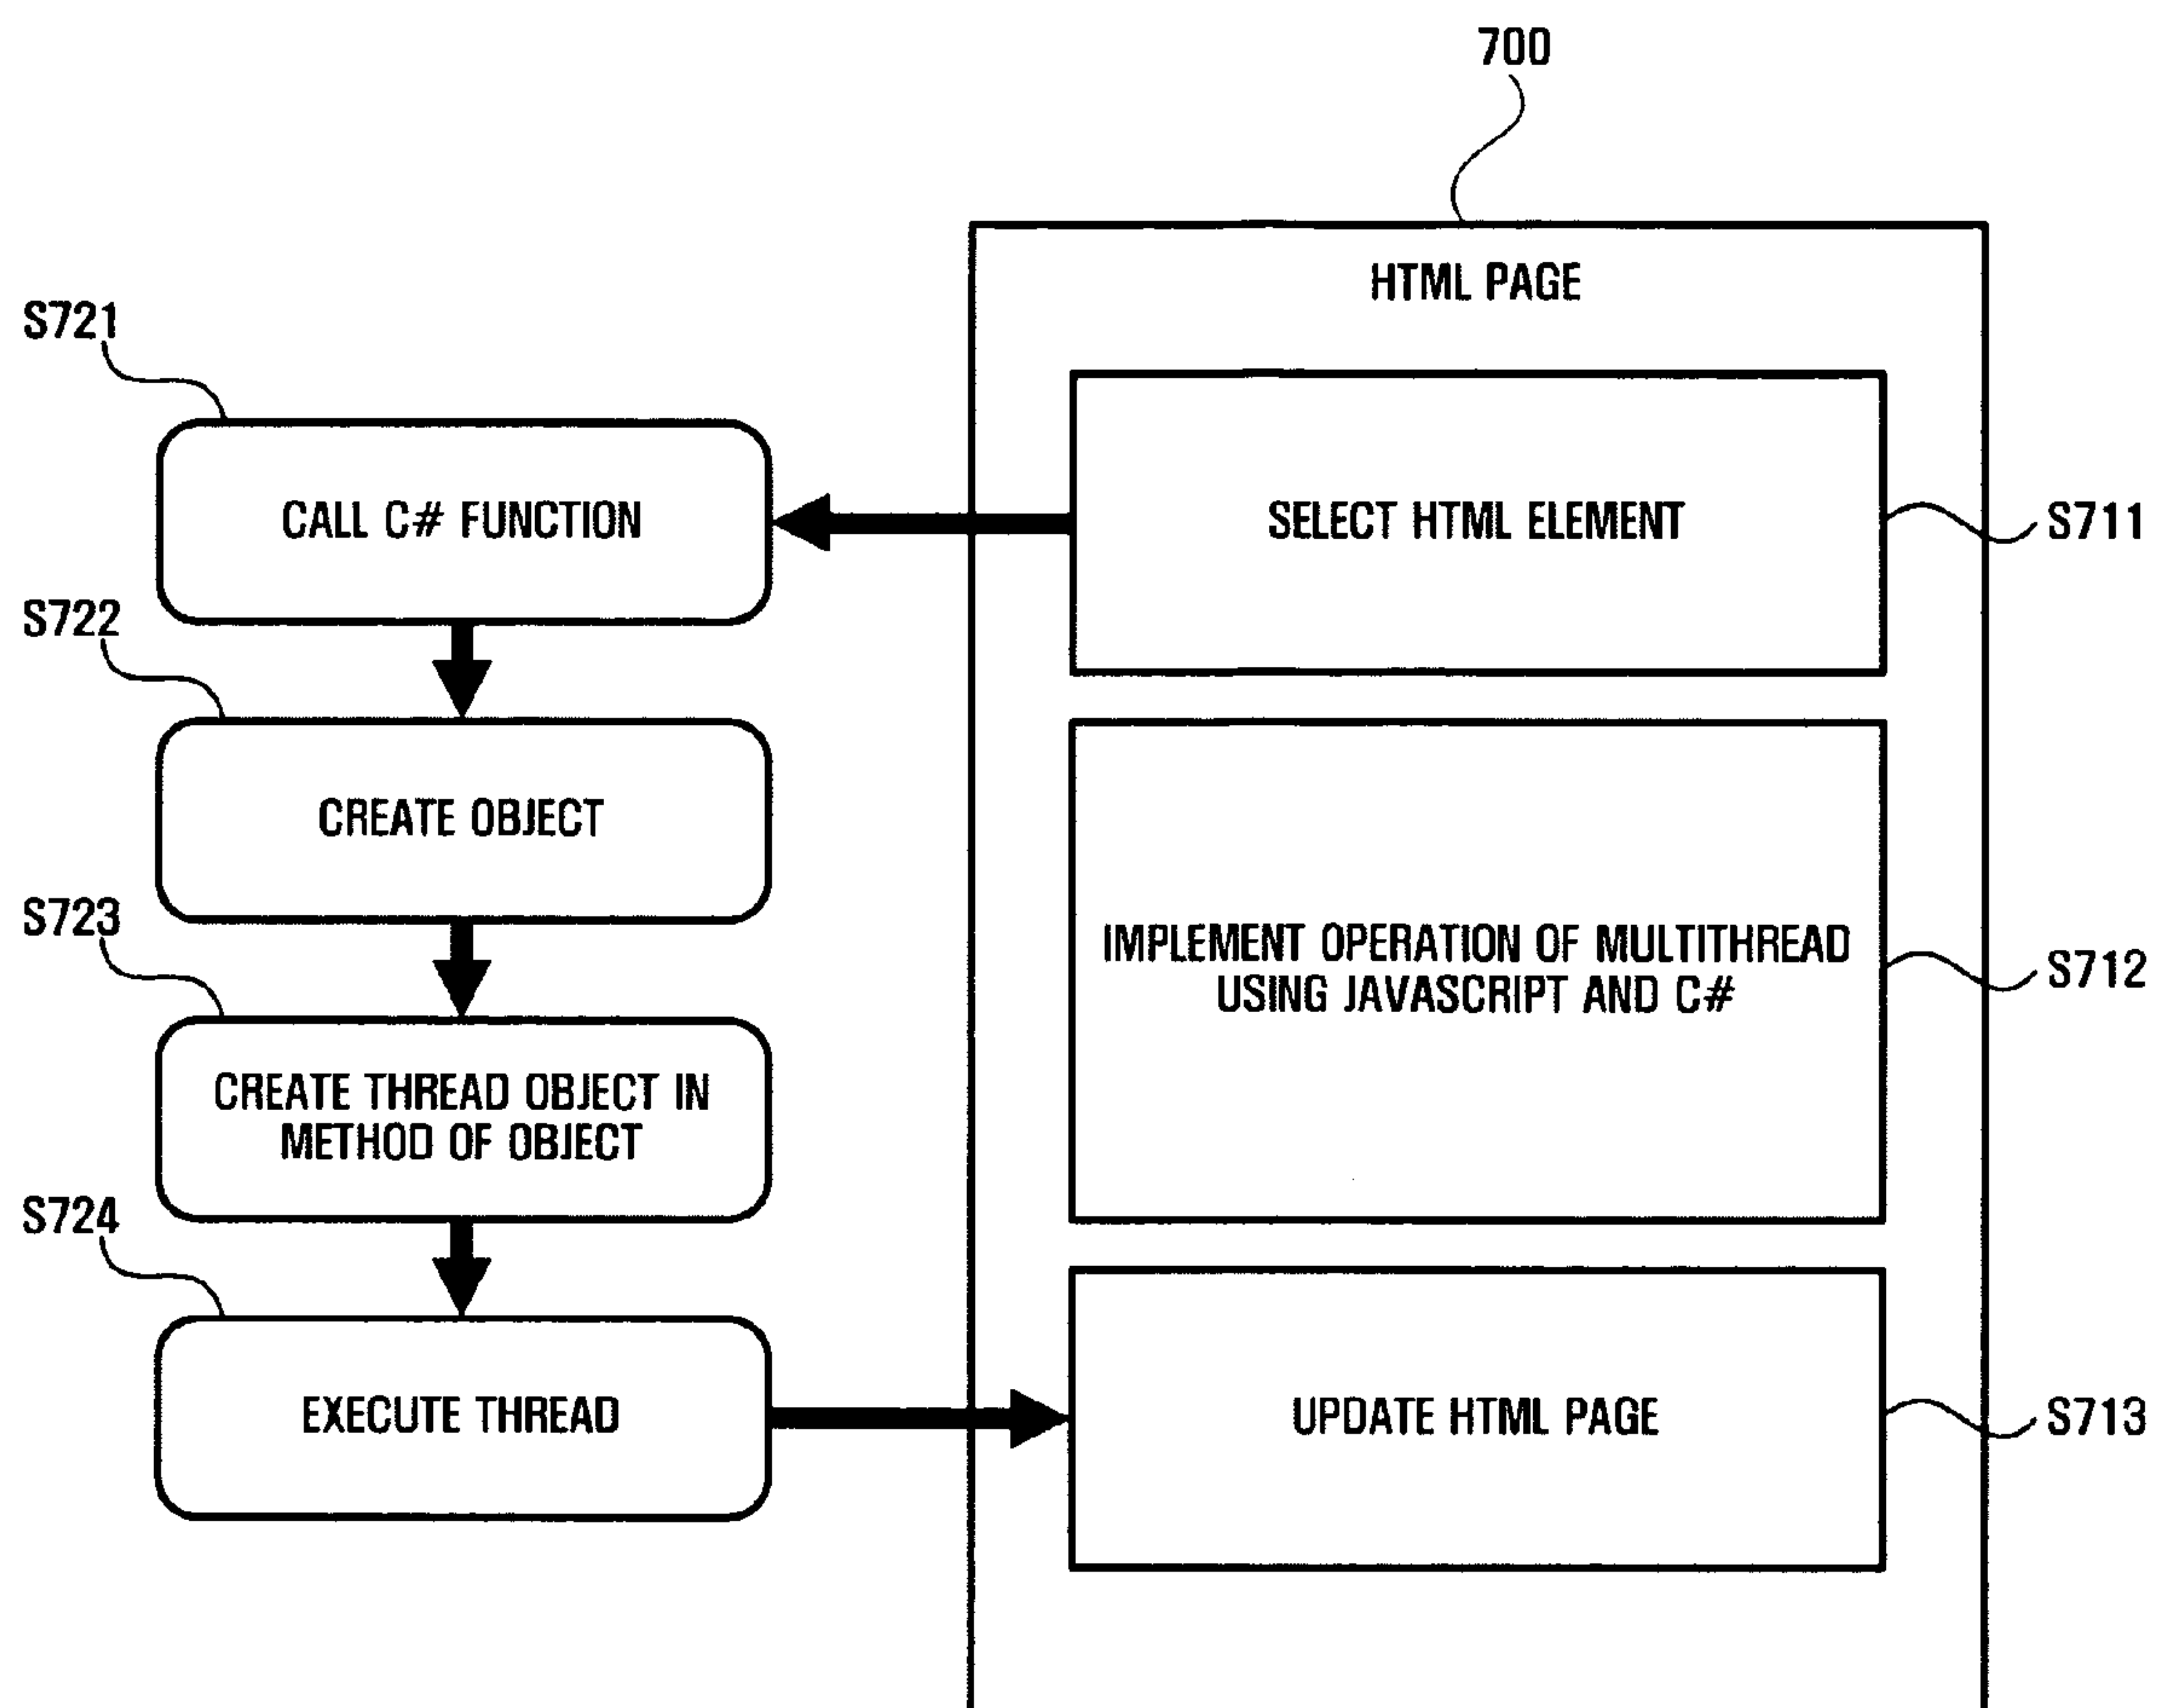 700
HTML PAGE
S721
CALL C# FUNCTION
SELECT HTML ELEMENT
S711
S722
CREATE OBJECT
IMPLEMENT OPERATION OF MULTITHREAD
USING JAVASCRIPT AND C#
S712
S723
CREATE THREAD OBJECT IN
METHOD OF OBJECT
S724
EXECUTE THREAD
UPDATE HTML PAGE
S713